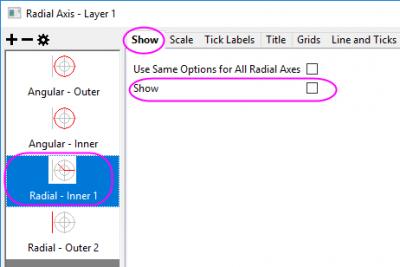 Radial Axis - Layer 1
Show Scale Tick Labels Title Grids Line and Ticks
Angular - Outer
Angular - Inner
Radial - Inner 1
Radial - Outer 2
Use Same Options for All Radial Axes
Show